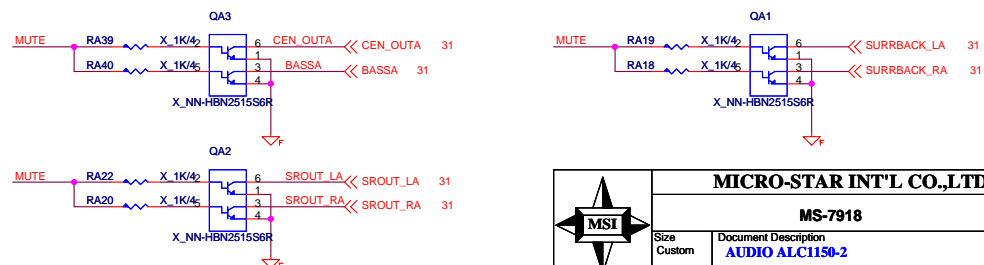 QA3
MUTE RA39 X_1K/4 2 6 CEN_OUTA CEN_OUTA 31
1
RA40 X_1K/4 5 3 BASSA BASSA 31
4
X_NN-HBN2515S6R
F
QA1
MUTE RA19 X_1K/4 2 6 SURRBACK_LA 31
1
RA18 X_1K/4 5 3 SURRBACK_RA 31
4
X_NN-HBN2515S6R
F
QA2
MUTE RA22 X_1K/4 2 6 SROUT_LA SROUT_LA 31
1
RA20 X_1K/4 5 3 SROUT_RA SROUT_RA 31
4
X_NN-HBN2515S6R
F
MSI
MICRO-STAR INT'L CO.,LTD
MS-7918
Size
Custom
Document Description
AUDIO ALC1150-2